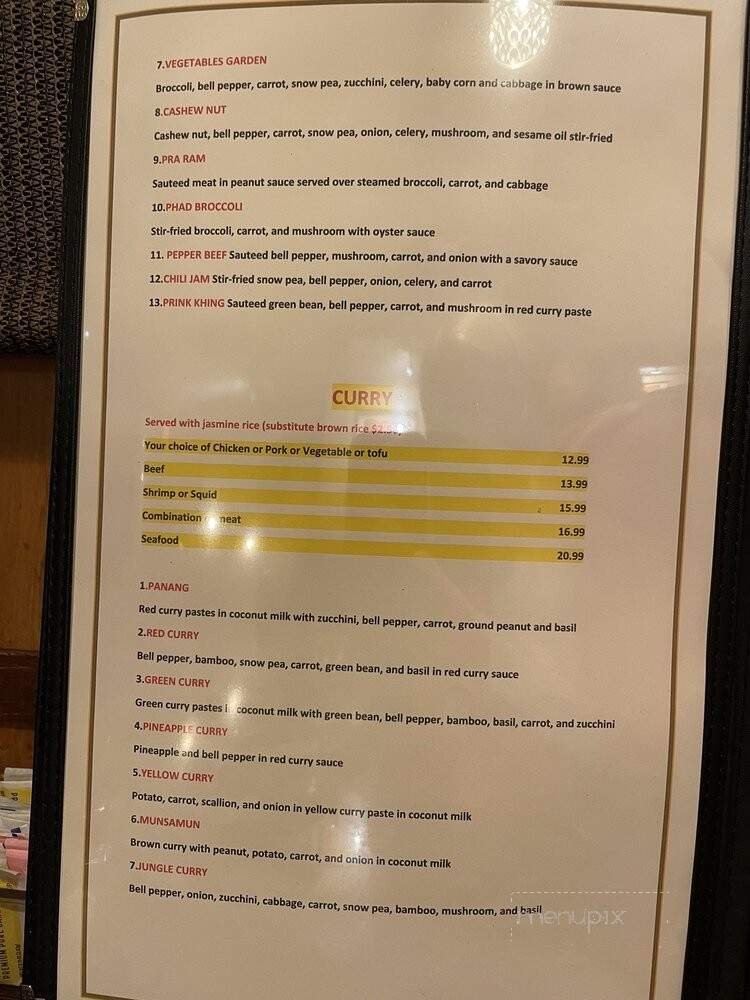 7.VEGETABLES GARDEN
Broccoli, bell pepper, carrot, snow pea, zucchini, celery, baby corn and cabbage in brown sauce
8.CASHEW NUT
Cashew nut, bell pepper, carrot, snow pea, onion, celery, mushroom, and sesame oil stir-fried
9.PRA RAM
Sauteed meat in peanut sauce served over steamed broccoli, carrot, and cabbage
10.PHAD BROCCOLI
Stir-fried broccoli, carrot, and mushroom with oyster sauce
11. PEPPER BEEF Sauteed bell pepper, mushroom, carrot, and onion with a savory sauce
12.CHILI JAM Stir-fried snow pea, bell pepper, onion, celery, and carrot
13.PRINK KHING Sauteed green bean, bell pepper, carrot, and mushroom in red curry paste
CURRY
Served with jasmine rice (substitute brown rice
Your choice of Chicken or Pork or Vegetable or tofu 12.99
Beef 13.99
Shrimp or Squid 15.99
Combination meat 16.99
Seafood 20.99
1.PANANG
Red curry pastes in coconut milk with zucchini, bell pepper, carrot, ground peanut and basil
2.RED CURRY
Bell pepper, bamboo, snow pea, carrot, green bean, and basil in red curry sauce
3.GREEN CURRY
Green curry pastes in coconut milk with green bean, bell pepper, bamboo, basil, carrot, and zucchini
4.PINEAPPLE CURRY
Pineapple and bell pepper in red curry sauce
5.YELLOW CURRY
Potato, carrot, scallion, and onion in yellow curry paste in coconut milk
6.MUNSAMUN
Brown curry with peanut, potato, carrot, and onion in coconut milk
7.JUNGLE CURRY
Bell pepper, onion, zucchini, cabbage, carrot, snow pea, bamboo, mushroom, and basil
menupix